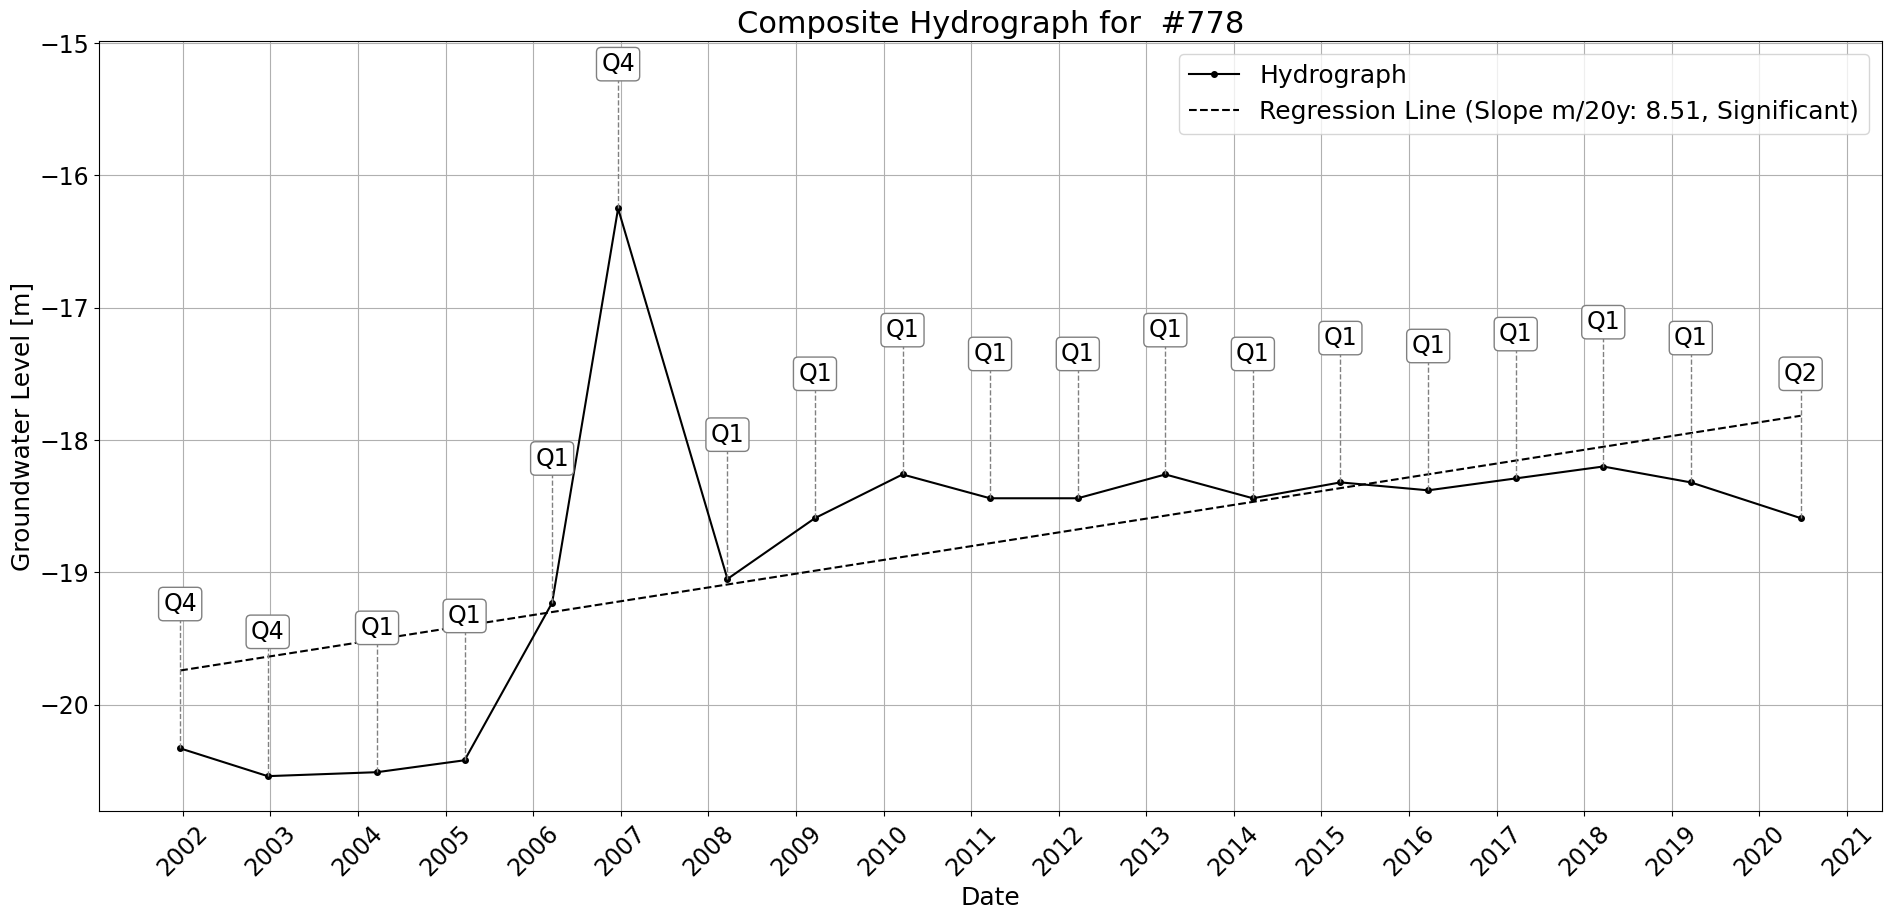 Composite Hydrograph for #778
Hydrograph
Regression Line (Slope m/20y: 8.51, Significant)
Groundwater Level [m]
−15
−16
−17
−18
−19
−20
Q4
Q4
Q1
Q1
Q1
Q4
Q1
Q1
Q1
Q1
Q1
Q1
Q1
Q1
Q1
Q1
Q1
Q1
Q2
2002
2003
2004
2005
2006
2007
2008
2009
2010
2011
2012
2013
2014
2015
2016
2017
2018
2019
2020
2021
Date